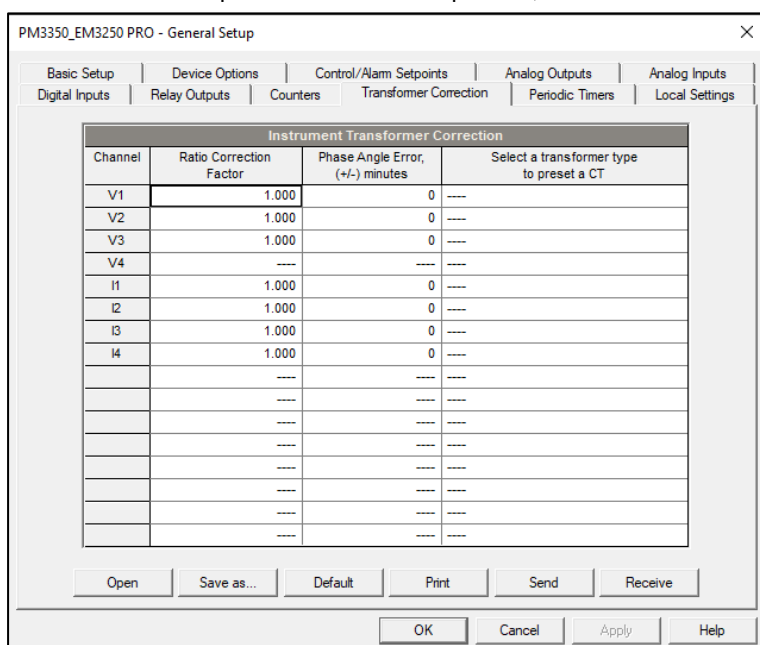 PM3350_EM3250 PRO - General Setup
Basic Setup Device Options Control/Alarm Setpoints Analog Outputs Analog Inputs
Digital Inputs Relay Outputs Counters Transformer Correction Periodic Timers Local Settings
Instrument Transformer Correction
Channel Ratio Correction Factor Phase Angle Error, (+/-) minutes Select a transformer type to preset a CT
V1 1.000 0 ----
V2 1.000 0 ----
V3 1.000 0 ----
V4 ---- ---- ----
I1 1.000 0 ----
I2 1.000 0 ----
I3 1.000 0 ----
I4 1.000 0 ----
---- ---- ----
---- ---- ----
---- ---- ----
---- ---- ----
---- ---- ----
---- ---- ----
---- ---- ----
---- ---- ----
Open Save as... Default Print Send Receive
OK Cancel Apply Help